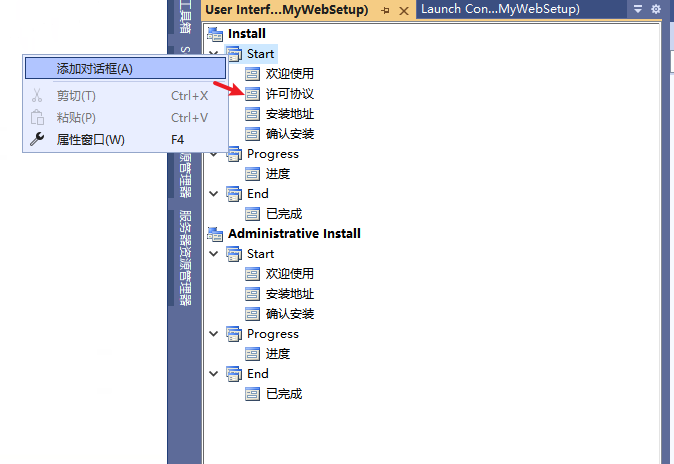 User Interf...MyWebSetup)
Launch Con...MyWebSetup)
工具箱
添加对话框(A)
剪切(T) Ctrl+X
粘贴(P) Ctrl+V
属性窗口(W) F4
源管理器
服务器资源管理器
Install
Start
欢迎使用
许可协议
安装地址
确认安装
Progress
进度
End
已完成
Administrative Install
Start
欢迎使用
安装地址
确认安装
Progress
进度
End
已完成